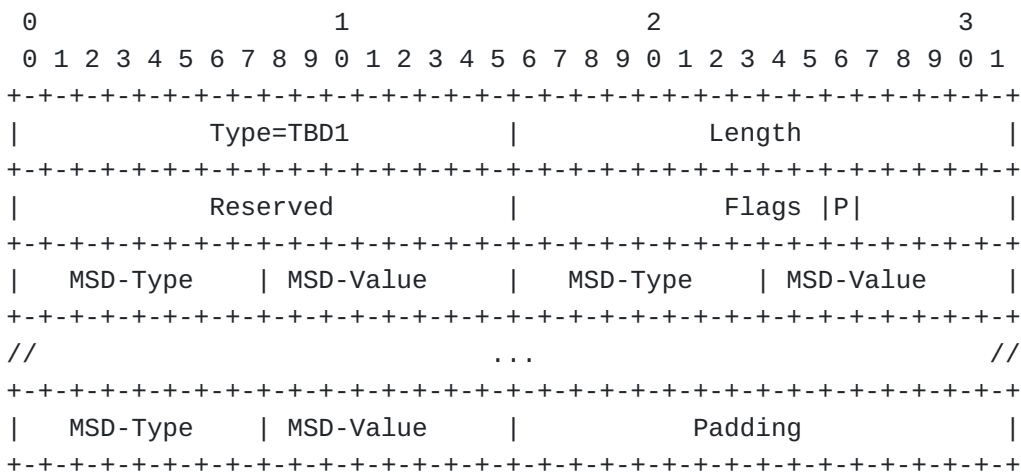 0                   1                   2                   3
 0 1 2 3 4 5 6 7 8 9 0 1 2 3 4 5 6 7 8 9 0 1 2 3 4 5 6 7 8 9 0 1
+-+-+-+-+-+-+-+-+-+-+-+-+-+-+-+-+-+-+-+-+-+-+-+-+-+-+-+-+-+-+-+-+
|            Type=TBD1           |            Length             |
+-+-+-+-+-+-+-+-+-+-+-+-+-+-+-+-+-+-+-+-+-+-+-+-+-+-+-+-+-+-+-+-+
|            Reserved           |             Flags |P|         |
+-+-+-+-+-+-+-+-+-+-+-+-+-+-+-+-+-+-+-+-+-+-+-+-+-+-+-+-+-+-+-+-+
|   MSD-Type    | MSD-Value     |   MSD-Type    | MSD-Value     |
+-+-+-+-+-+-+-+-+-+-+-+-+-+-+-+-+-+-+-+-+-+-+-+-+-+-+-+-+-+-+-+-+
//                             ...                             //
+-+-+-+-+-+-+-+-+-+-+-+-+-+-+-+-+-+-+-+-+-+-+-+-+-+-+-+-+-+-+-+-+
|   MSD-Type    | MSD-Value     |           Padding             |
+-+-+-+-+-+-+-+-+-+-+-+-+-+-+-+-+-+-+-+-+-+-+-+-+-+-+-+-+-+-+-+-+